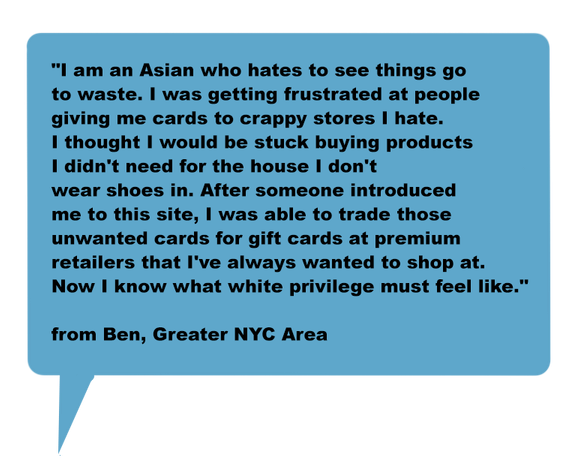 "I am an Asian who hates to see things go
to waste. I was getting frustrated at people
giving me cards to crappy stores I hate.
I thought I would be stuck buying products
I didn't need for the house I don't
wear shoes in. After someone introduced
me to this site, I was able to trade those
unwanted cards for gift cards at premium
retailers that I've always wanted to shop at.
Now I know what white privilege must feel like."
from Ben, Greater NYC Area